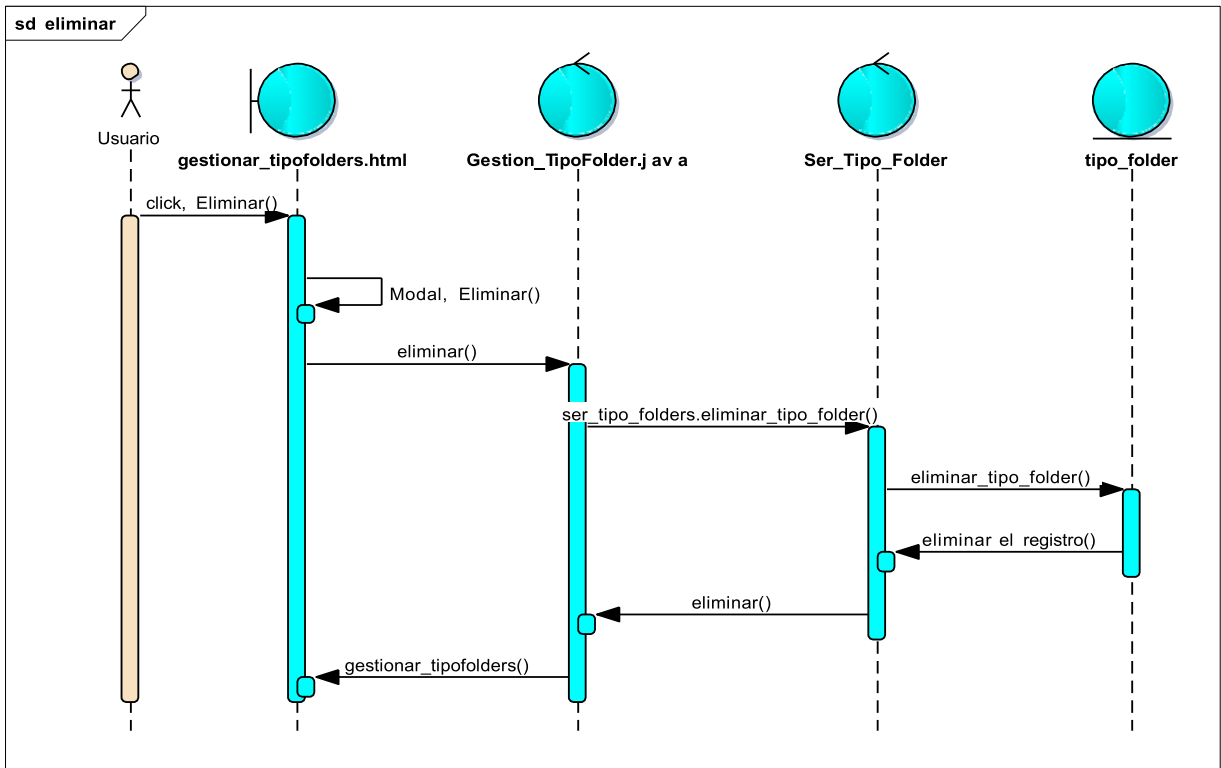 sd eliminar
Usuario
gestionar_tipofolders.html
Gestion_TipoFolder.j av a
Ser_Tipo_Folder
tipo_folder
click, Eliminar()
Modal, Eliminar()
eliminar()
ser_tipo_folders.eliminar_tipo_folder()
eliminar_tipo_folder()
eliminar el registro()
eliminar()
gestionar_tipofolders()